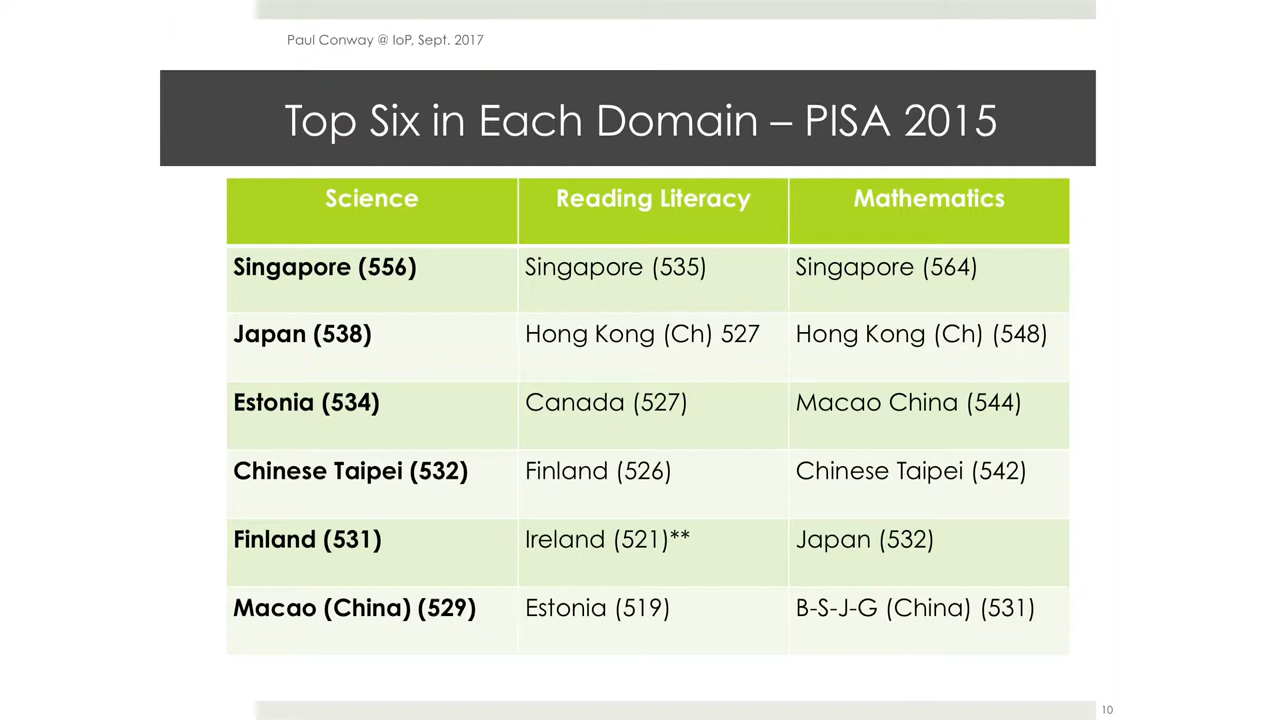 Paul Conway @ IoP, Sept. 2017
Top Six in Each Domain – PISA 2015
Science Reading Literacy Mathematics
Singapore (556) Singapore (535) Singapore (564)
Japan (538) Hong Kong (Ch) 527 Hong Kong (Ch) (548)
Estonia (534) Canada (527) Macao China (544)
Chinese Taipei (532) Finland (526) Chinese Taipei (542)
Finland (531) Ireland (521)** Japan (532)
Macao (China) (529) Estonia (519) B-S-J-G (China) (531)
10